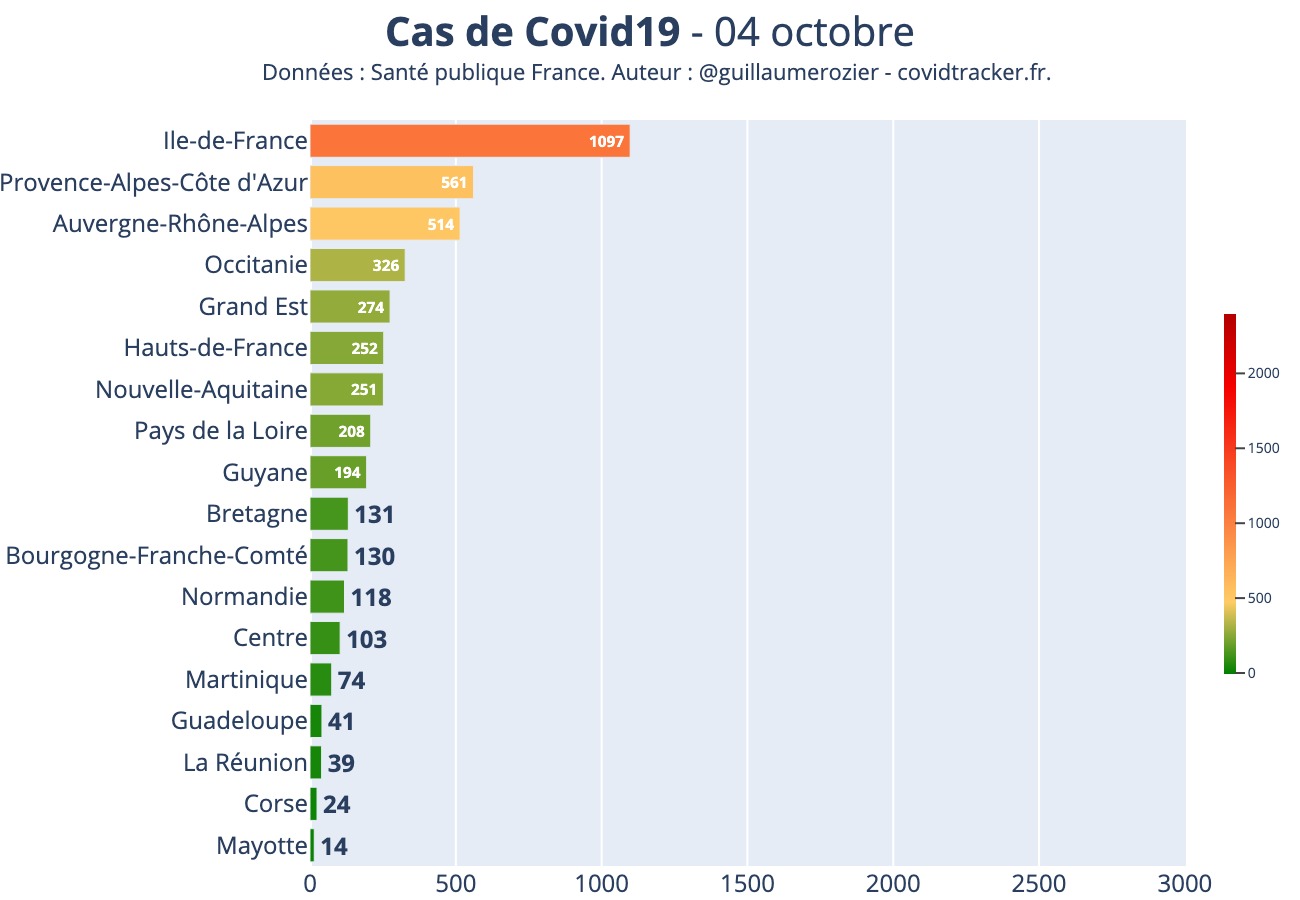 Cas de Covid19 - 04 octobre
Données : Santé publique France. Auteur : @guillaumerozier - covidtracker.fr.
Ile-de-France 1097
Provence-Alpes-Côte d'Azur 561
Auvergne-Rhône-Alpes 514
Occitanie 326
Grand Est 274
Hauts-de-France 252
Nouvelle-Aquitaine 251
Pays de la Loire 208
Guyane 194
Bretagne 131
Bourgogne-Franche-Comté 130
Normandie 118
Centre 103
Martinique 74
Guadeloupe 41
La Réunion 39
Corse 24
Mayotte 14
0 500 1000 1500 2000 2500 3000
2000
1500
1000
500
0